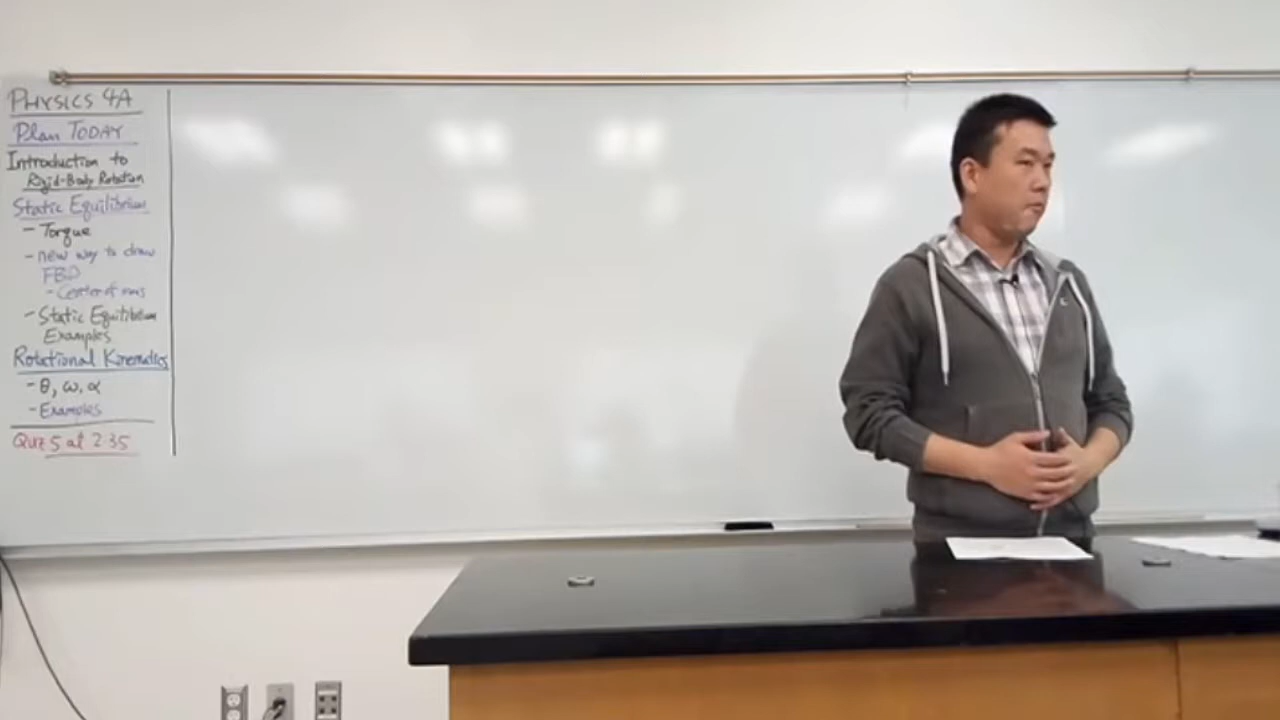 PHYSICS 4A
Plan TODAY
Introduction to
Rigid-Body Rotation
Static Equilibrium
- Torque
- new way to draw
FBD
- Center of mass
- Static Equilibrium
Examples
Rotational Kinematics
- θ, ω, α
- Examples
Quiz 5 at 2:35